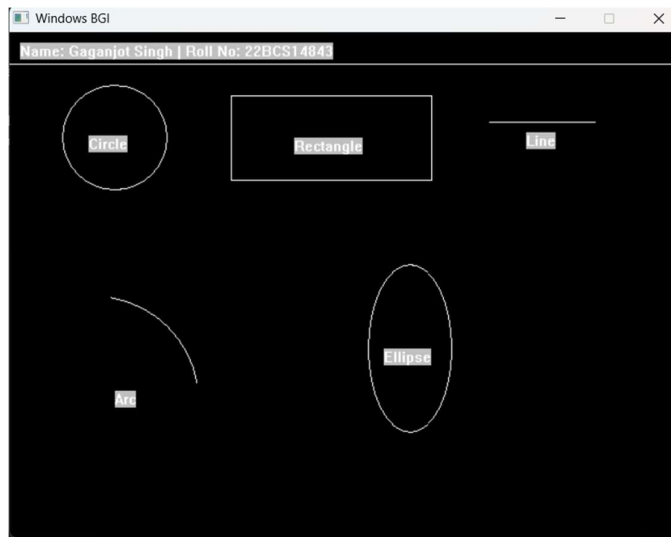 Windows BGI
Name: Gaganjot Singh | Roll No: 22BCS14843
Circle
Rectangle
Line
Arc
Ellipse